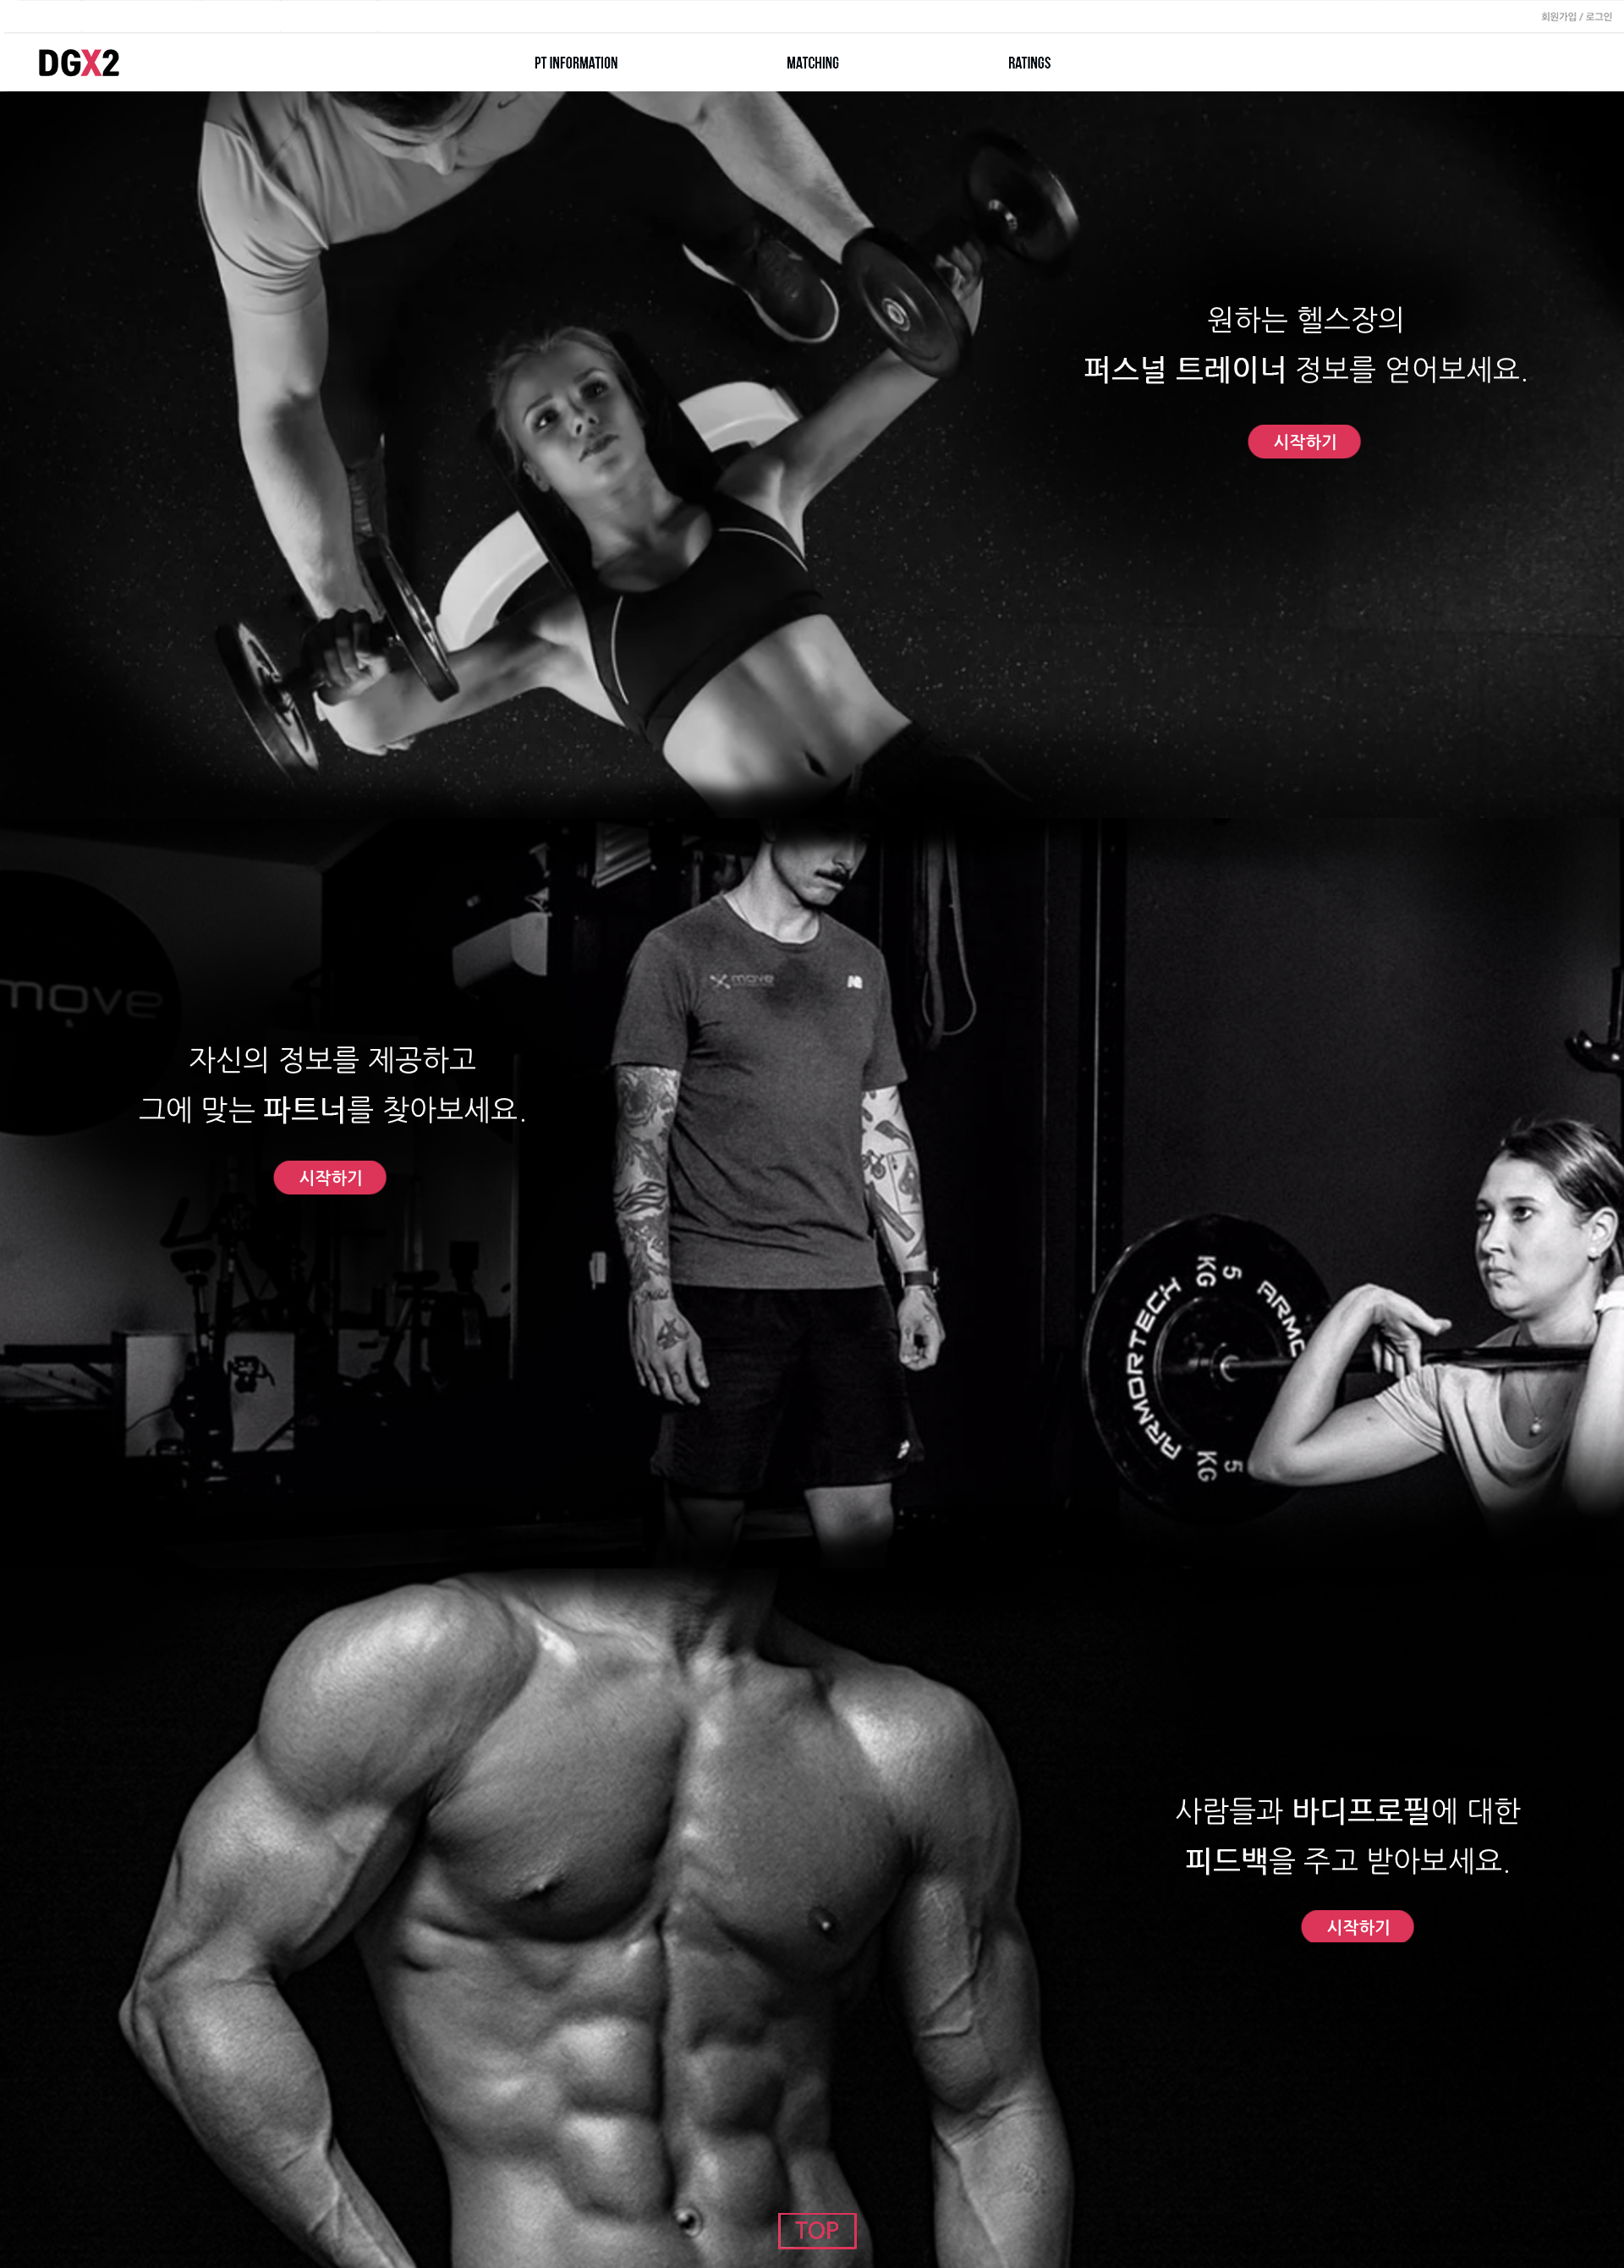 회원가입 / 로그인
DGX2
PT INFORMATION
MATCHING
RATINGS
원하는 헬스장의
퍼스널 트레이너 정보를 얻어보세요.
시작하기
move
move
자신의 정보를 제공하고
그에 맞는 파트너를 찾아보세요.
시작하기
KG 5
ARMORTECH
ARMO
KG 5
사람들과 바디프로필에 대한
피드백을 주고 받아보세요.
시작하기
TOP